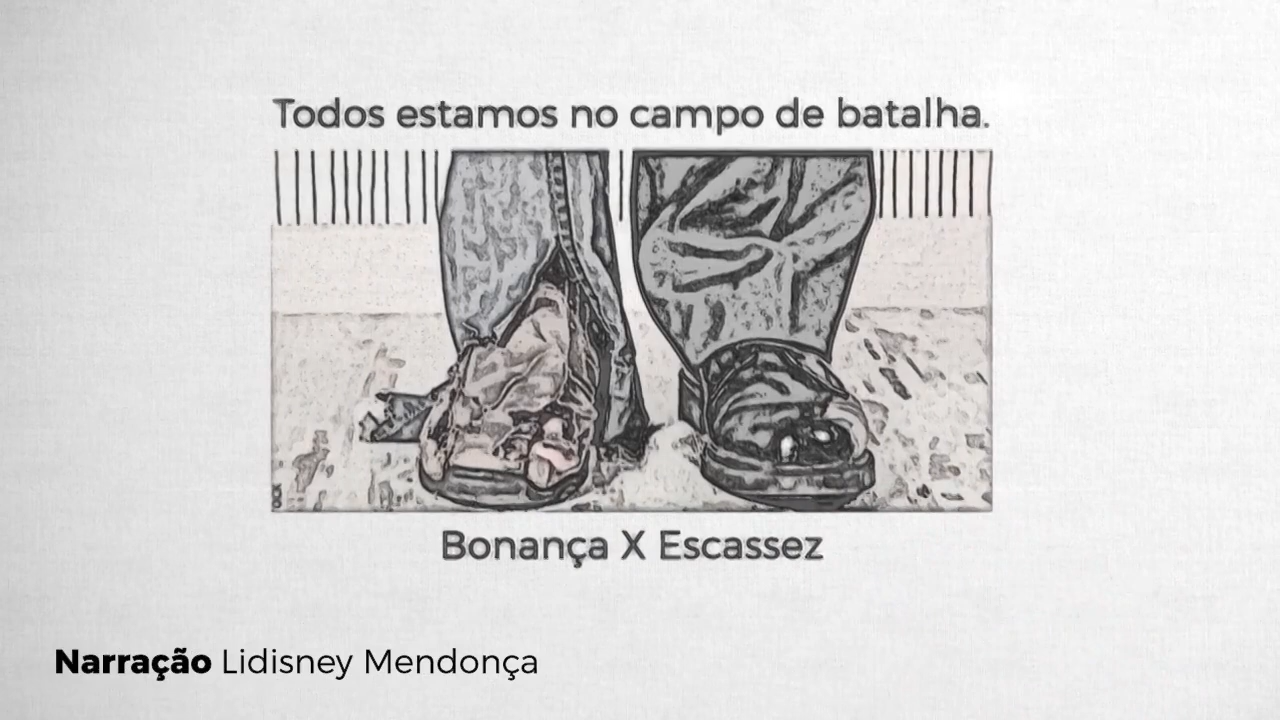 Todos estamos no campo de batalha.
Bonança X Escassez
Narração Lidisney Mendonça